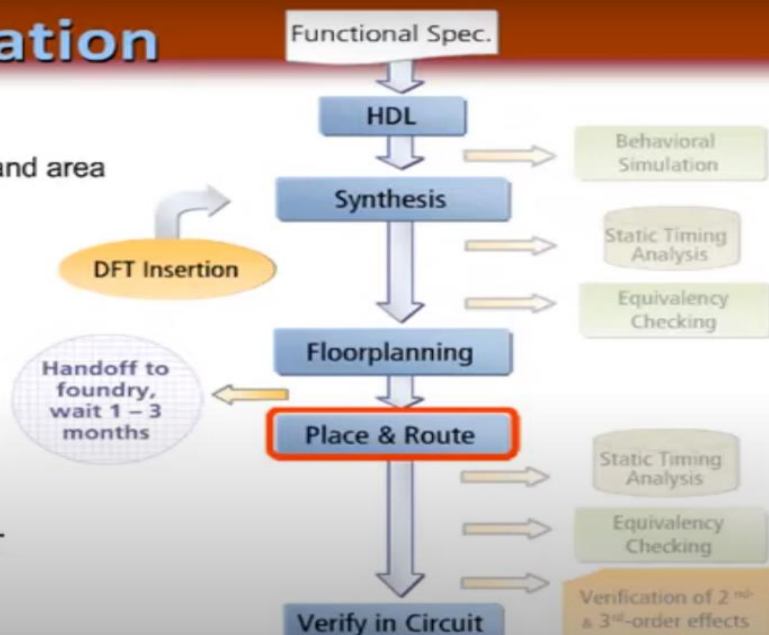 ation
Functional Spec.
HDL
and area
Behavioral
Simulation
Synthesis
Static Timing
Analysis
DFT Insertion
Equivalency
Checking
Floorplanning
Handoff to
foundry,
wait 1 – 3
months
Place & Route
Static Timing
Analysis
Equivalency
Checking
Verification of 2nd-
& 3rd-order effects
Verify in Circuit